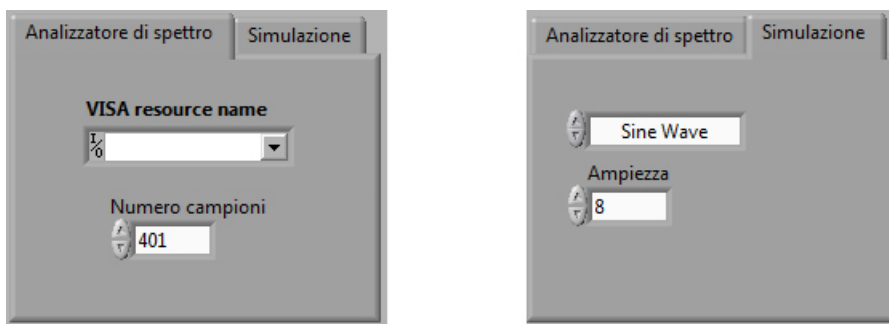 Analizzatore di spettro Simulazione
VISA resource name
I/O
Numero campioni
401
Analizzatore di spettro Simulazione
Sine Wave
Ampiezza
8